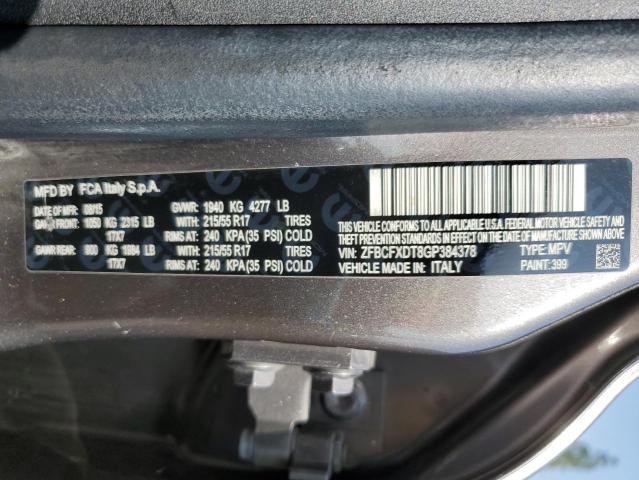 MFD BY FCA Italy S.p.A.
DATE OF MFR 08/15 GVWR: 1940 KG 4277 LB
GAWR FRONT: 1050 KG 2315 LB WITH: 215/55 R17 TIRES
17X7 RIMS AT: 240 KPA (35 PSI) COLD
GAWR REAR: 900 KG 1984 LB WITH: 215/55 R17 TIRES
17X7 RIMS AT: 240 KPA (35 PSI) COLD
THIS VEHICLE CONFORMS TO ALL APPLICABLE FEDERAL MOTOR VEHICLE SAFETY
AND THEFT PREVENTION STANDARDS IN EFFECT ON THE DATE OF MFR. SHOWN ABOVE.
VIN: ZFBCFXDT8GP384378 TYPE: MPV
VEHICLE MADE IN: ITALY PAINT: 399